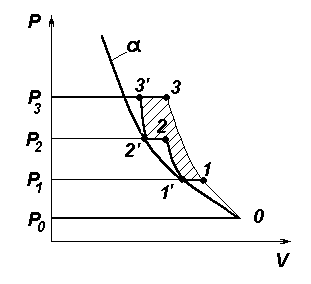 P
α
3' 3
P₃
P₂ 2' 2
P₁ 1' 1
P₀ 0
V